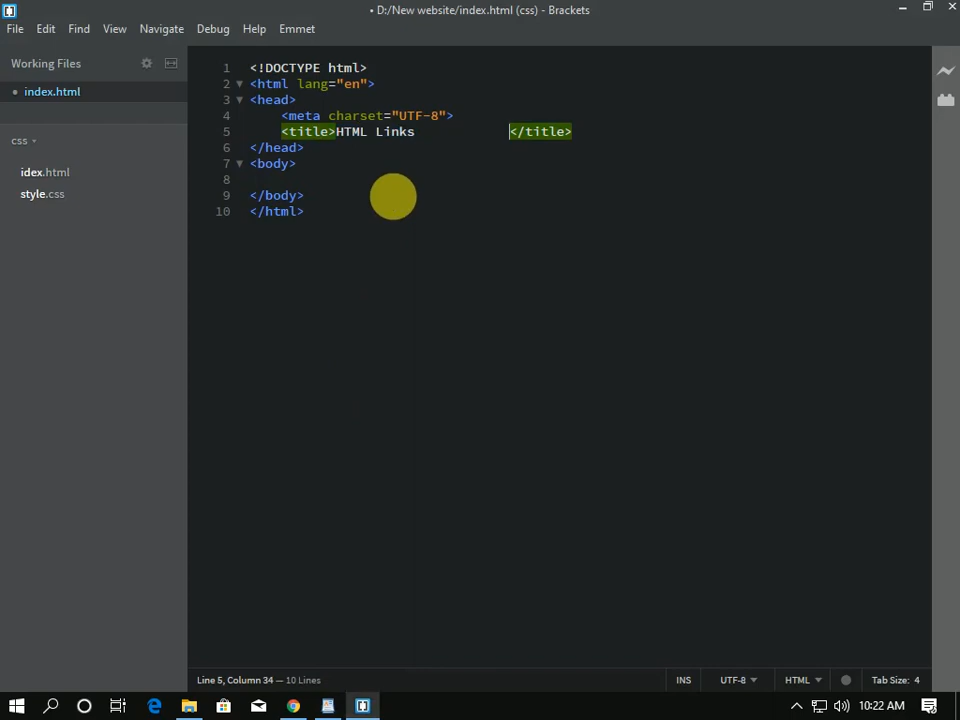 • D:/New website/index.html (css) - Brackets
File Edit Find View Navigate Debug Help Emmet
Working Files
• index.html
css
idex.html
style.css
1 <!DOCTYPE html>
2 <html lang="en">
3 <head>
4 <meta charset="UTF-8">
5 <title>HTML Links </title>
6 </head>
7 <body>
8
9 </body>
10 </html>
Line 5, Column 34 — 10 Lines INS UTF-8 HTML Tab Size: 4
10:22 AM